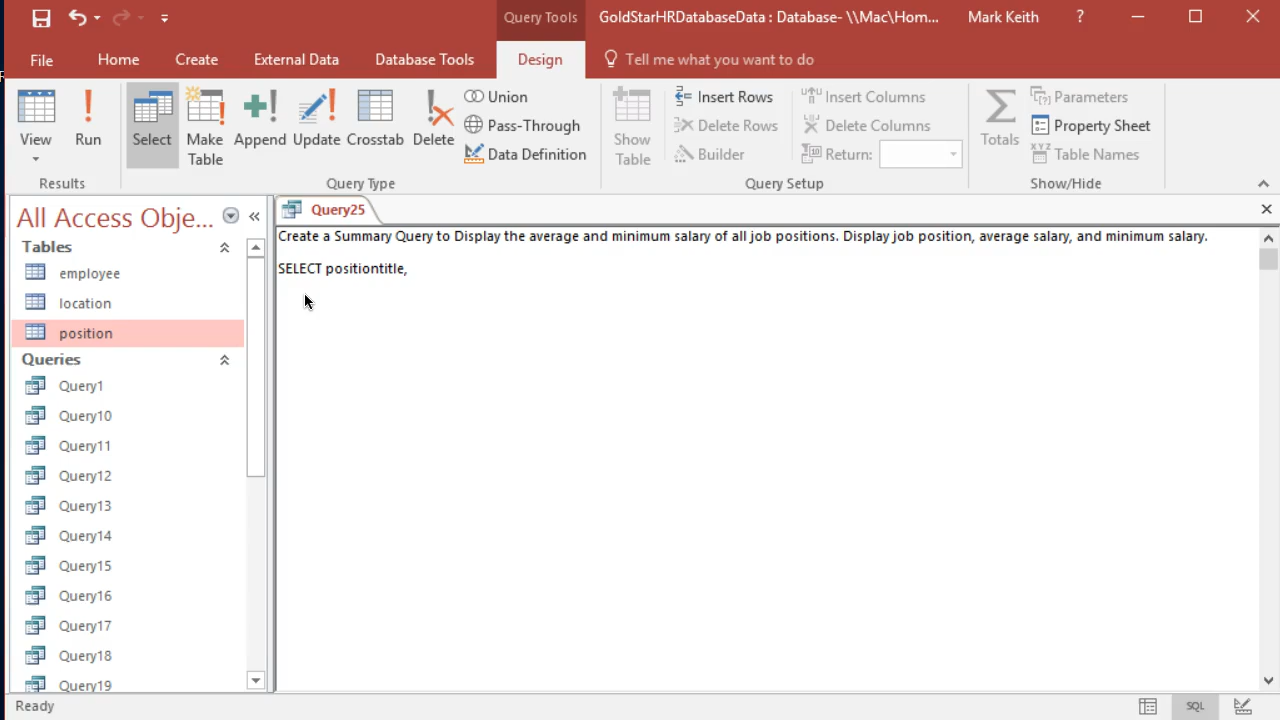 Query Tools
GoldStarHRDatabaseData : Database- \\Mac\Hom...
Mark Keith
?
File
Home
Create
External Data
Database Tools
Design
Tell me what you want to do
View
Run
Select
Make Table
Append
Update
Crosstab
Delete
Union
Pass-Through
Data Definition
Show Table
Insert Rows
Delete Rows
Builder
Insert Columns
Delete Columns
Return:
Totals
Parameters
Property Sheet
Table Names
Results
Query Type
Query Setup
Show/Hide
All Access Obje...
Tables
employee
location
position
Queries
Query1
Query10
Query11
Query12
Query13
Query14
Query15
Query16
Query17
Query18
Query19
Query25
Create a Summary Query to Display the average and minimum salary of all job positions. Display job position, average salary, and minimum salary.
SELECT positiontitle,
Ready
SQL